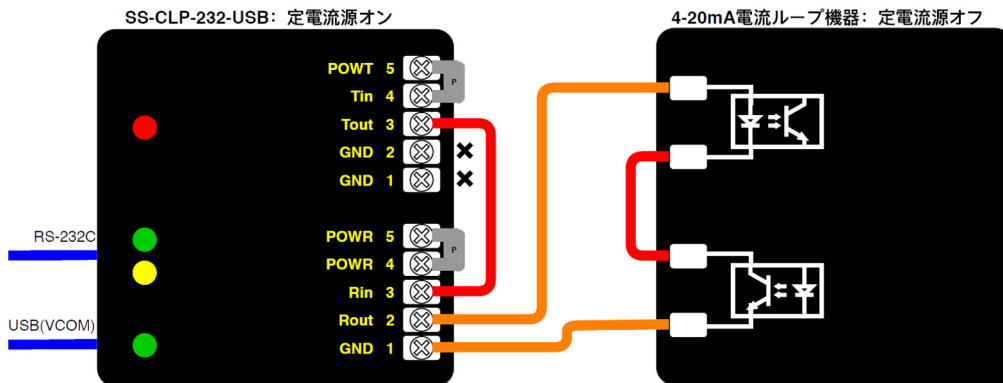 SS-CLP-232-USB: 定電流源オン
4-20mA電流ループ機器: 定電流源オフ
POWT 5
P
Tin 4
Tout 3
GND 2
GND 1
RS-232C
POWR 5
P
POWR 4
Rin 3
Rout 2
USB(VCOM)
GND 1